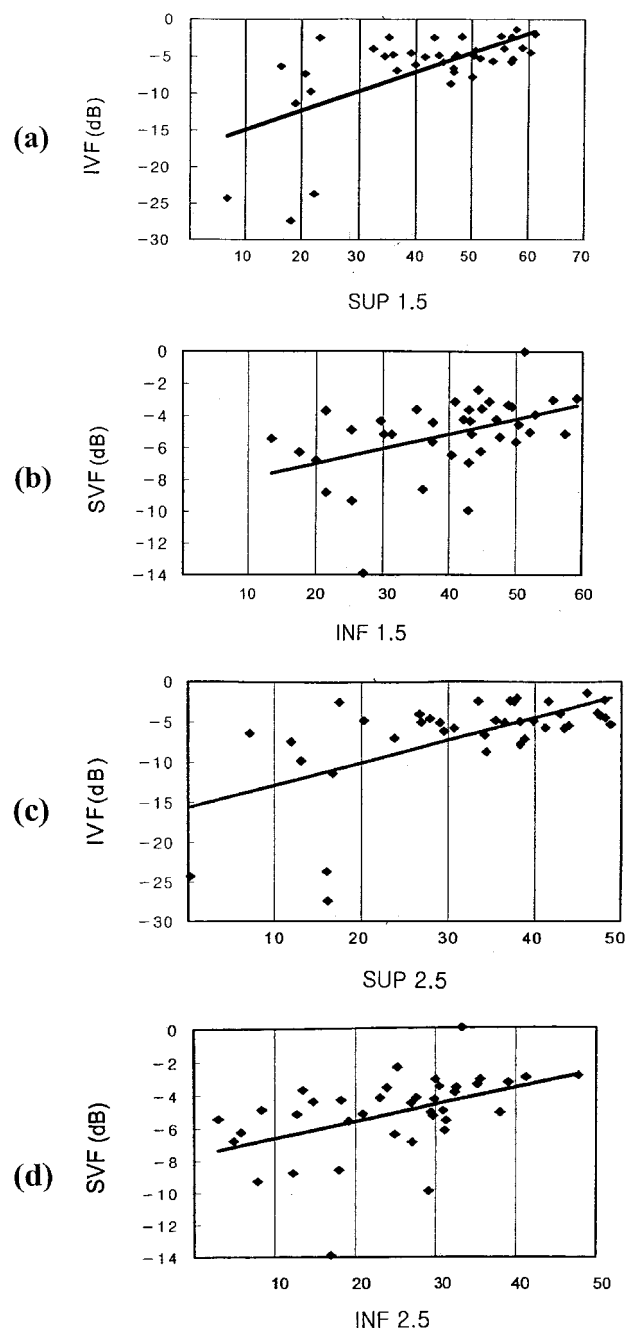 (a)
IVF (dB)
0
−5
−10
−15
−20
−25
−30
10 20 30 40 50 60 70
SUP 1.5
(b)
SVF (dB)
0
−2
−4
−6
−8
−10
−12
−14
10 20 30 40 50 60
INF 1.5
(c)
IVF (dB)
0
−5
−10
−15
−20
−25
−30
10 20 30 40 50
SUP 2.5
(d)
SVF (dB)
0
−2
−4
−6
−8
−10
−12
−14
10 20 30 40 50
INF 2.5